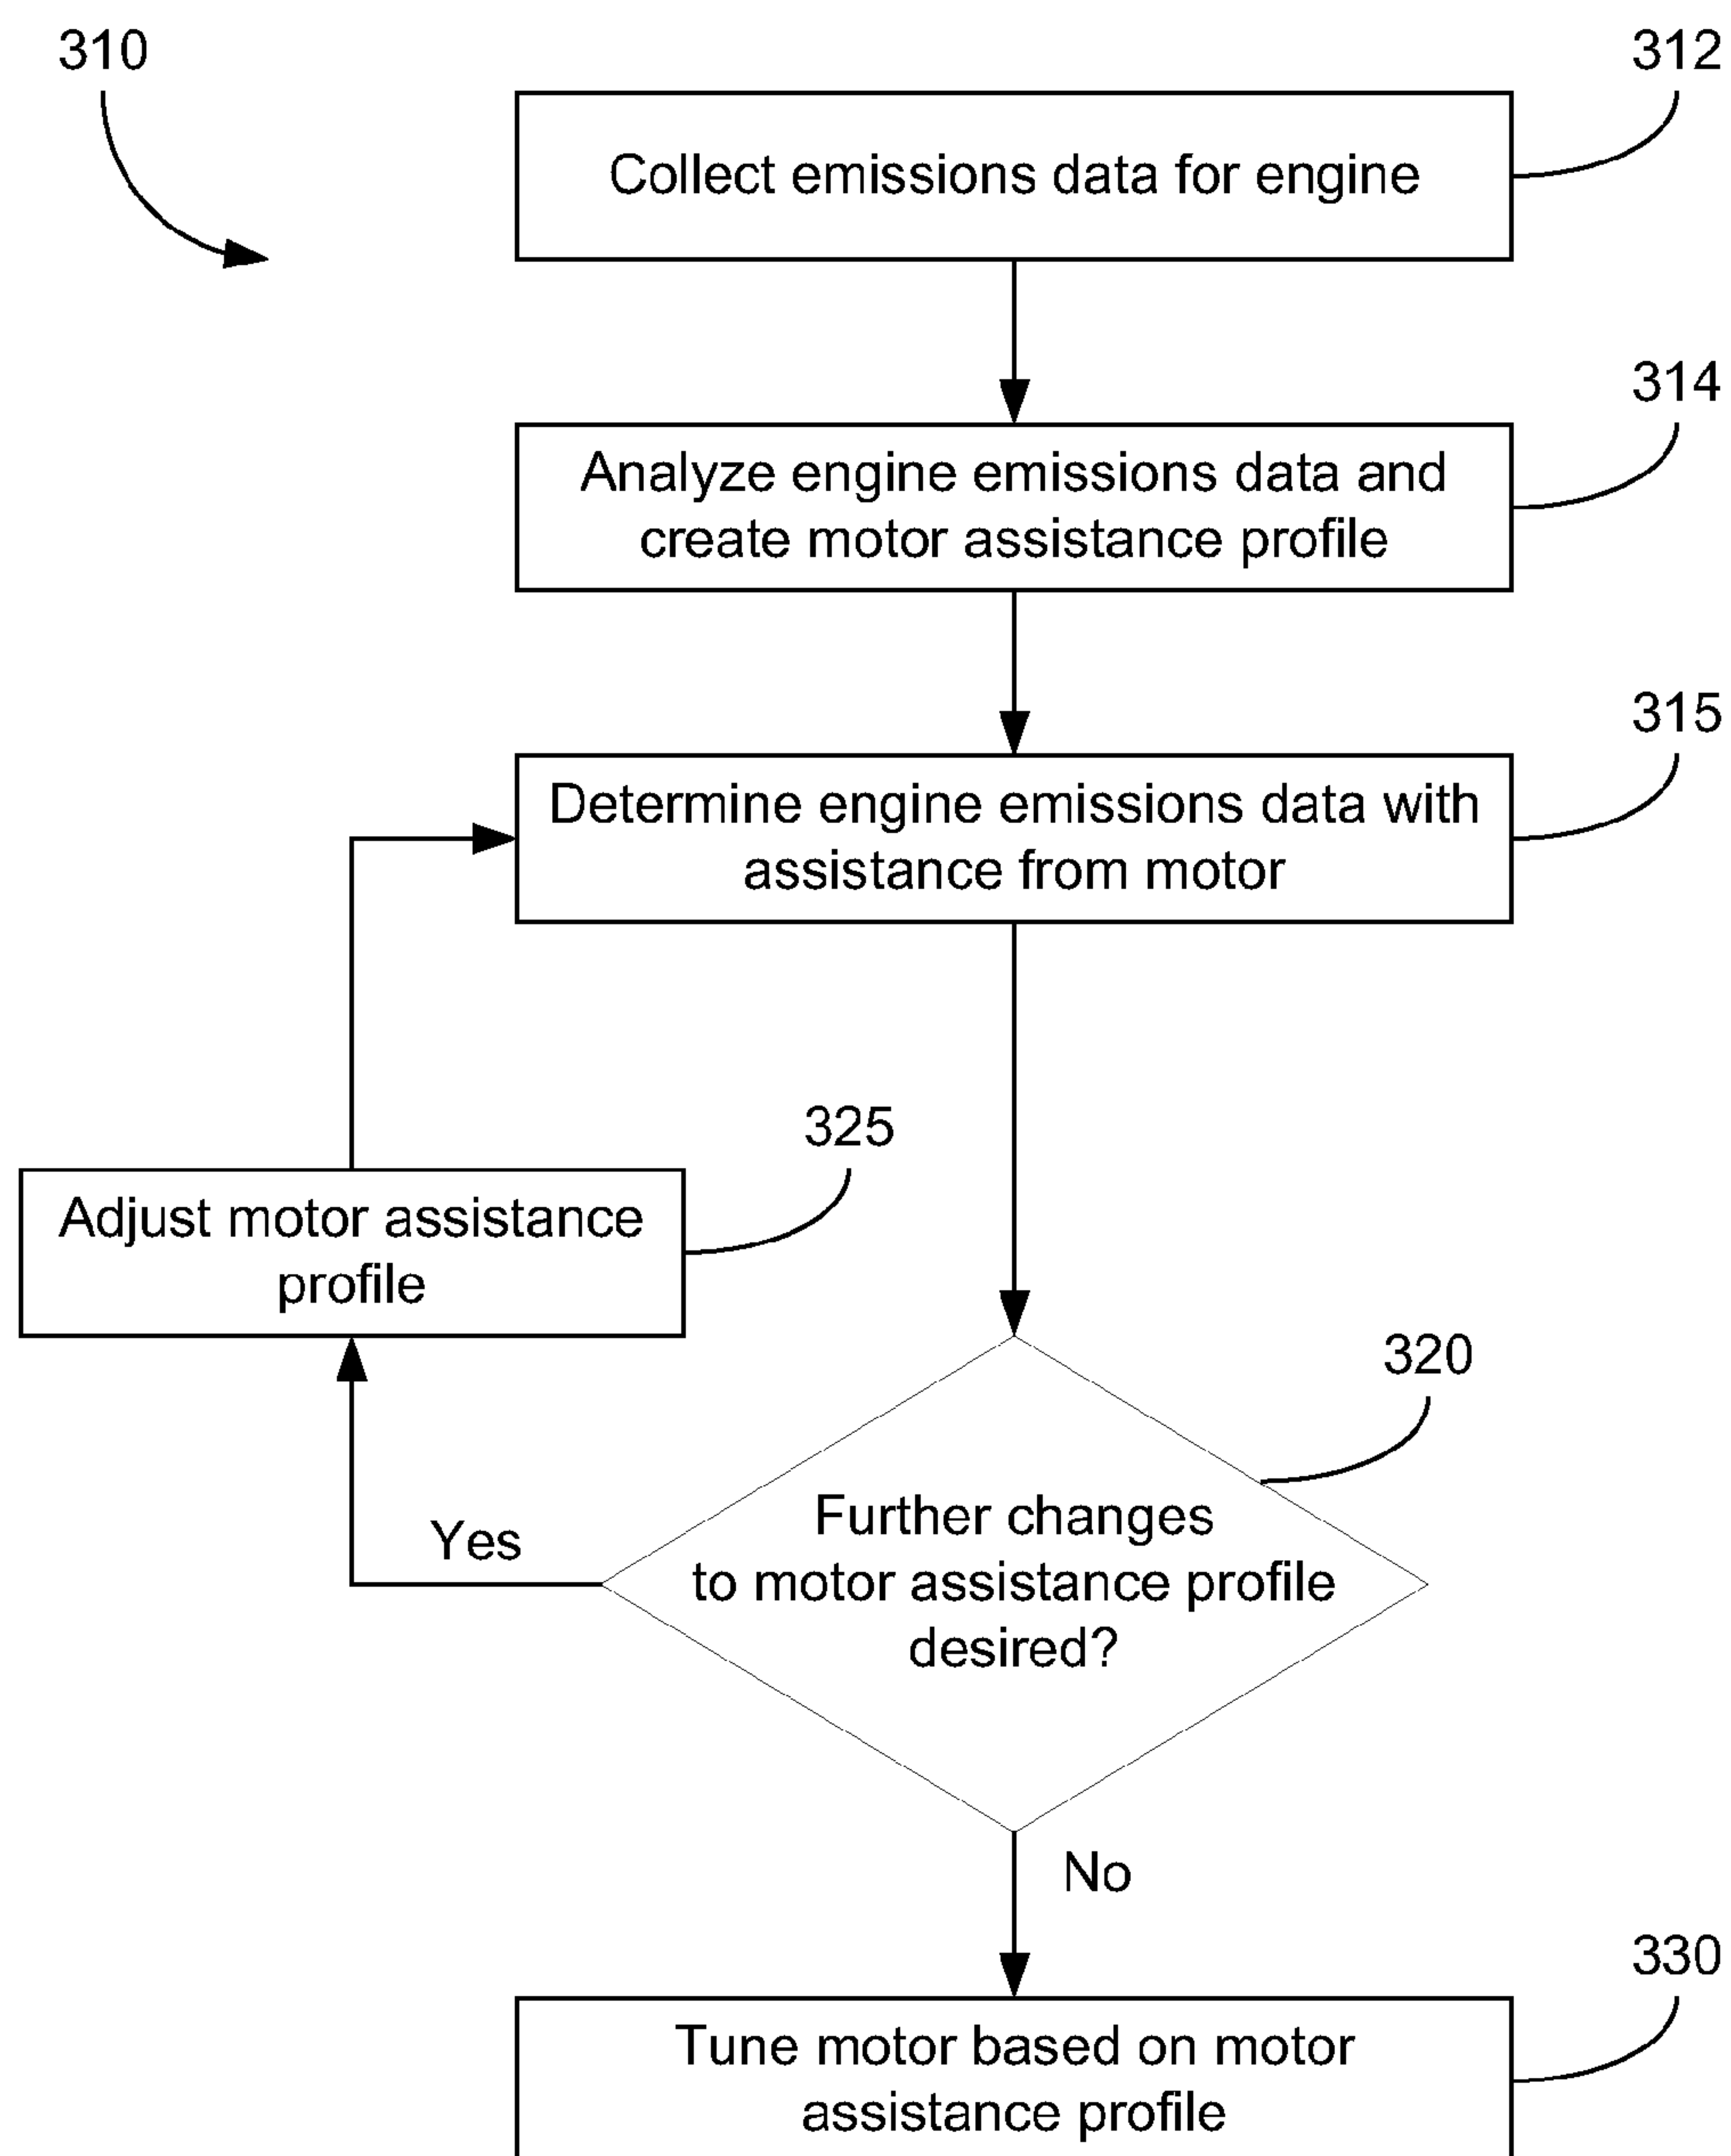 310
312
Collect emissions data for engine
314
Analyze engine emissions data and
create motor assistance profile
315
Determine engine emissions data with
assistance from motor
325
Adjust motor assistance
profile
320
Further changes
to motor assistance profile
desired?
Yes
No
330
Tune motor based on motor
assistance profile